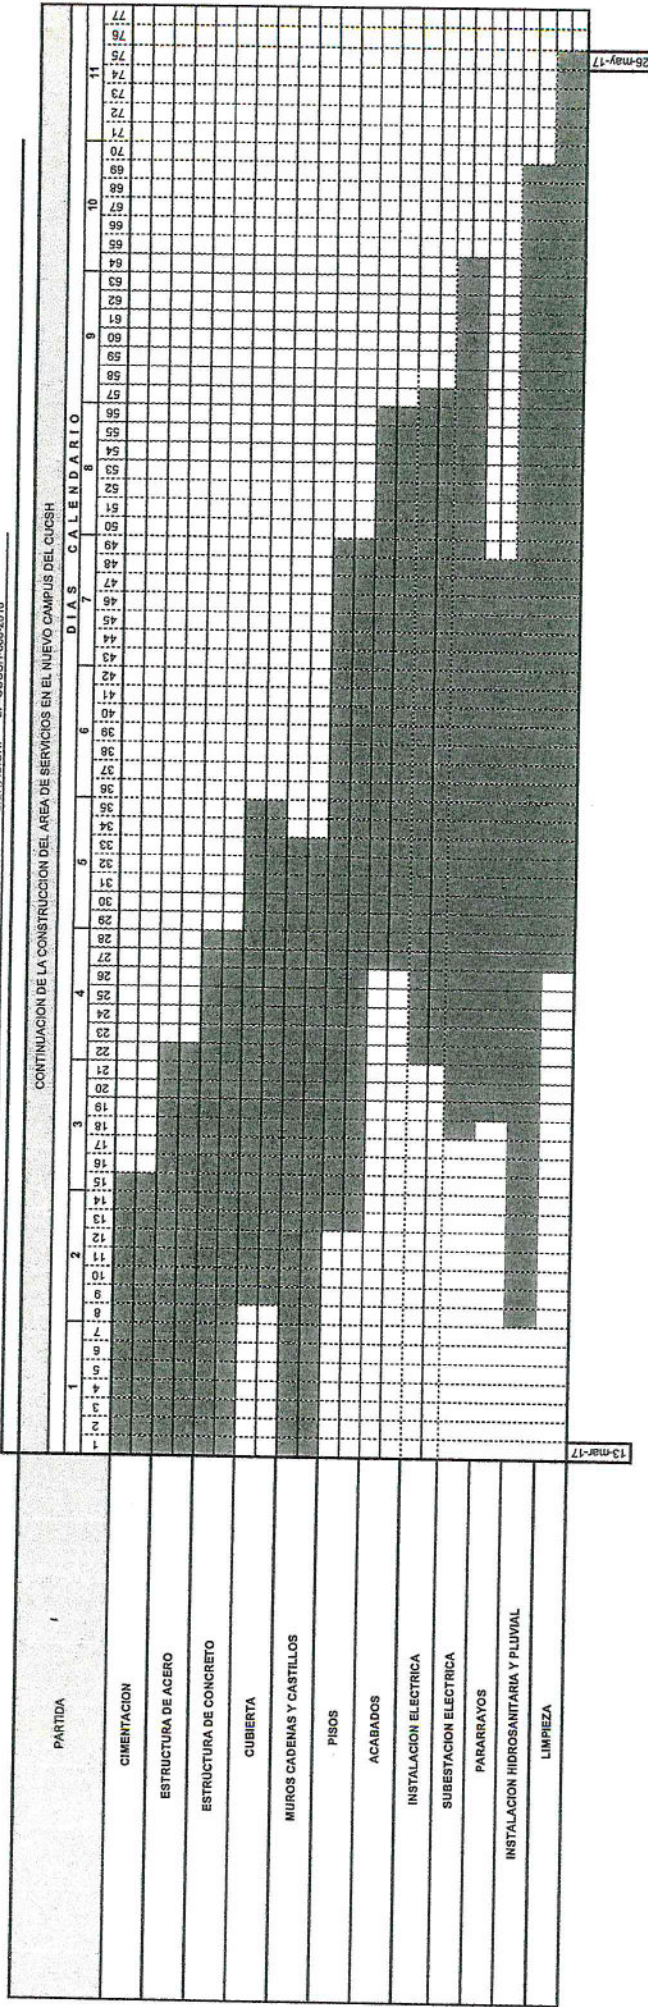 CONTINUACION DE LA CONSTRUCCION DEL AREA DE SERVICIOS EN EL NUEVO CAMPUS DEL CUCSH
PARTIDA
DIAS CALENDARIO
1 2 3 4 5 6 7 8 9 10 11
1 2 3 4 5 6 7 8 9 10 11 12 13 14 15 16 17 18 19 20 21 22 23 24 25 26 27 28 29 30 31 32 33 34 35 36 37 38 39 40 41 42 43 44 45 46 47 48 49 50 51 52 53 54 55 56 57 58 59 60 61 62 63 64 65 66 67 68 69 70 71 72 73 74 75 76 77
CIMENTACION
ESTRUCTURA DE ACERO
ESTRUCTURA DE CONCRETO
CUBIERTA
MUROS CADENAS Y CASTILLOS
PISOS
ACABADOS
INSTALACION ELECTRICA
SUBESTACION ELECTRICA
PARARRAYOS
INSTALACION HIDROSANITARIA Y PLUVIAL
LIMPIEZA
13-mar-17
26-may-17